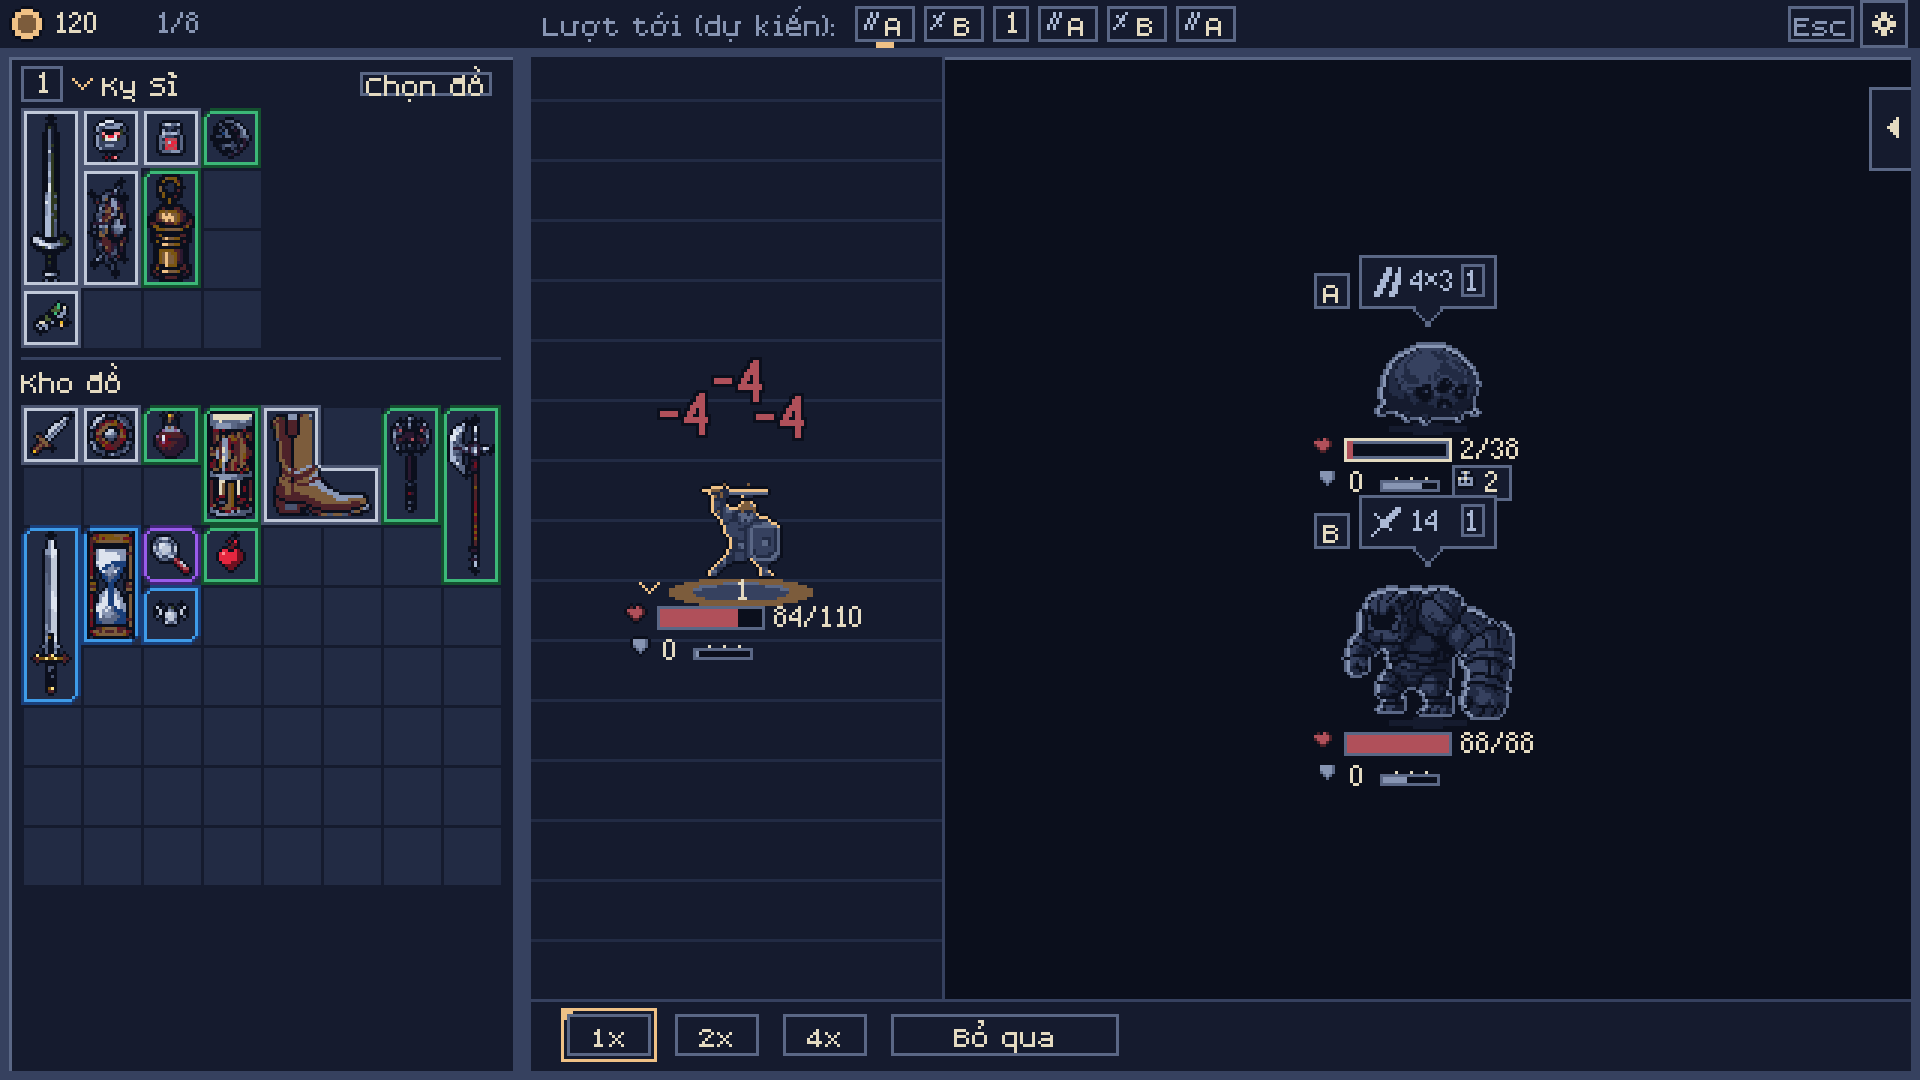 120 1/8 Lượt tới (dự kiến): A B 1 A B A Esc
1 Kỵ Sĩ Chọn đồ
Kho đồ
-4 -4 -4
1
84/110
0
A 4×3 1
2/38
0 2
B 14 1
88/88
0
1x 2x 4x Bỏ qua